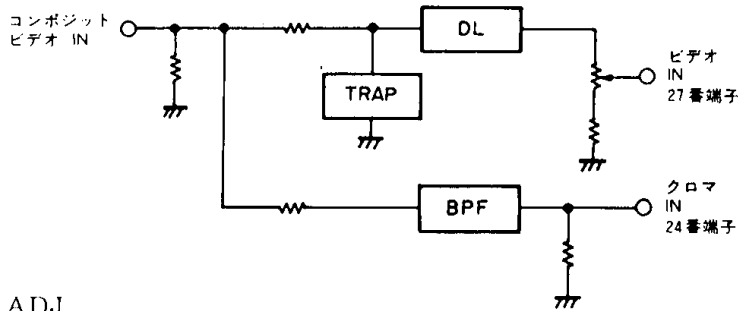 コンポジット
ビデオ IN
DL
ビデオ
IN
27番端子
TRAP
クロマ
IN
24番端子
BPF
ADJ